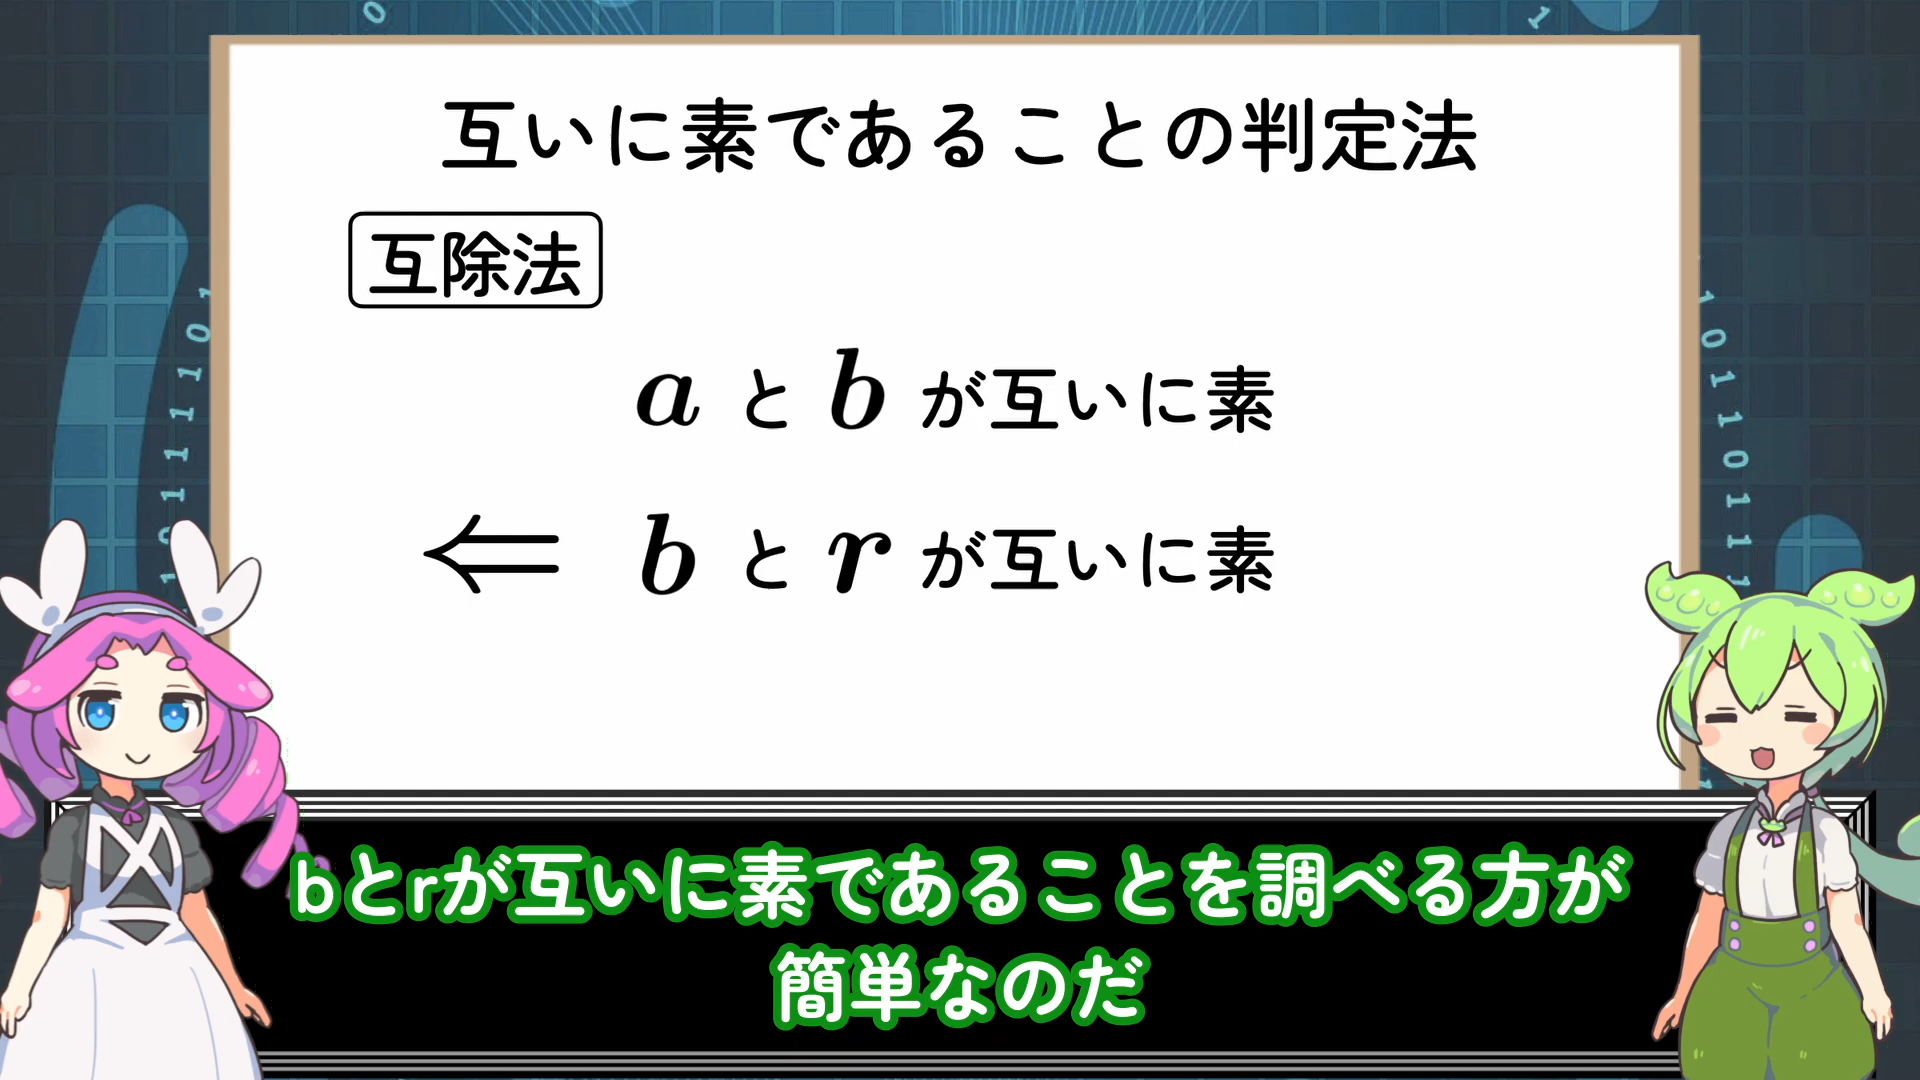 互いに素であることの判定法
互除法
a と b が互いに素
⇐ b と r が互いに素
bとrが互いに素であることを調べる方が
簡単なのだ